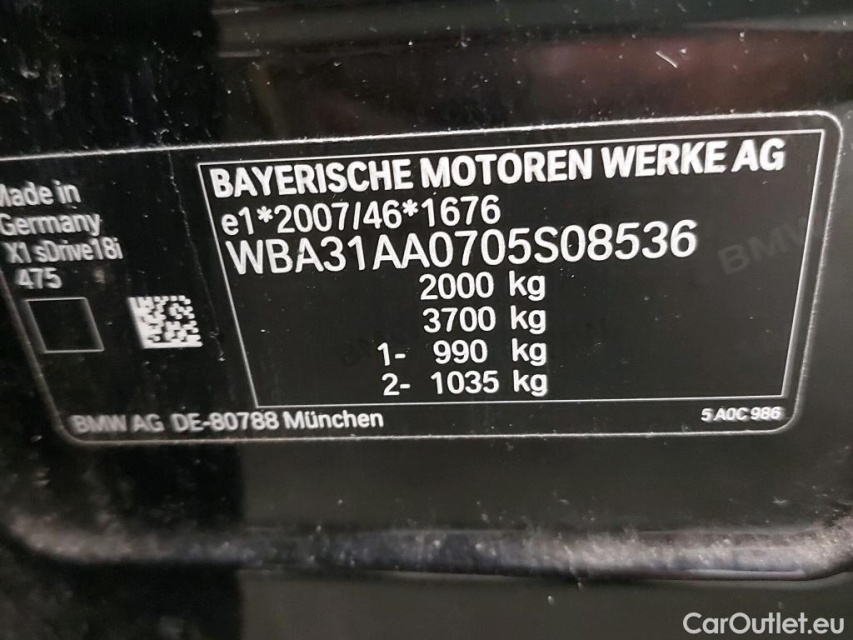 Made in
Germany
X1 sDrive18i
475
BAYERISCHE MOTOREN WERKE AG
e1*2007/46*1676
WBA31AA0705S08536
2000 kg
3700 kg
1- 990 kg
2- 1035 kg
BMW AG DE-80788 München
5 A0C 986
BMW
CarOutlet.eu